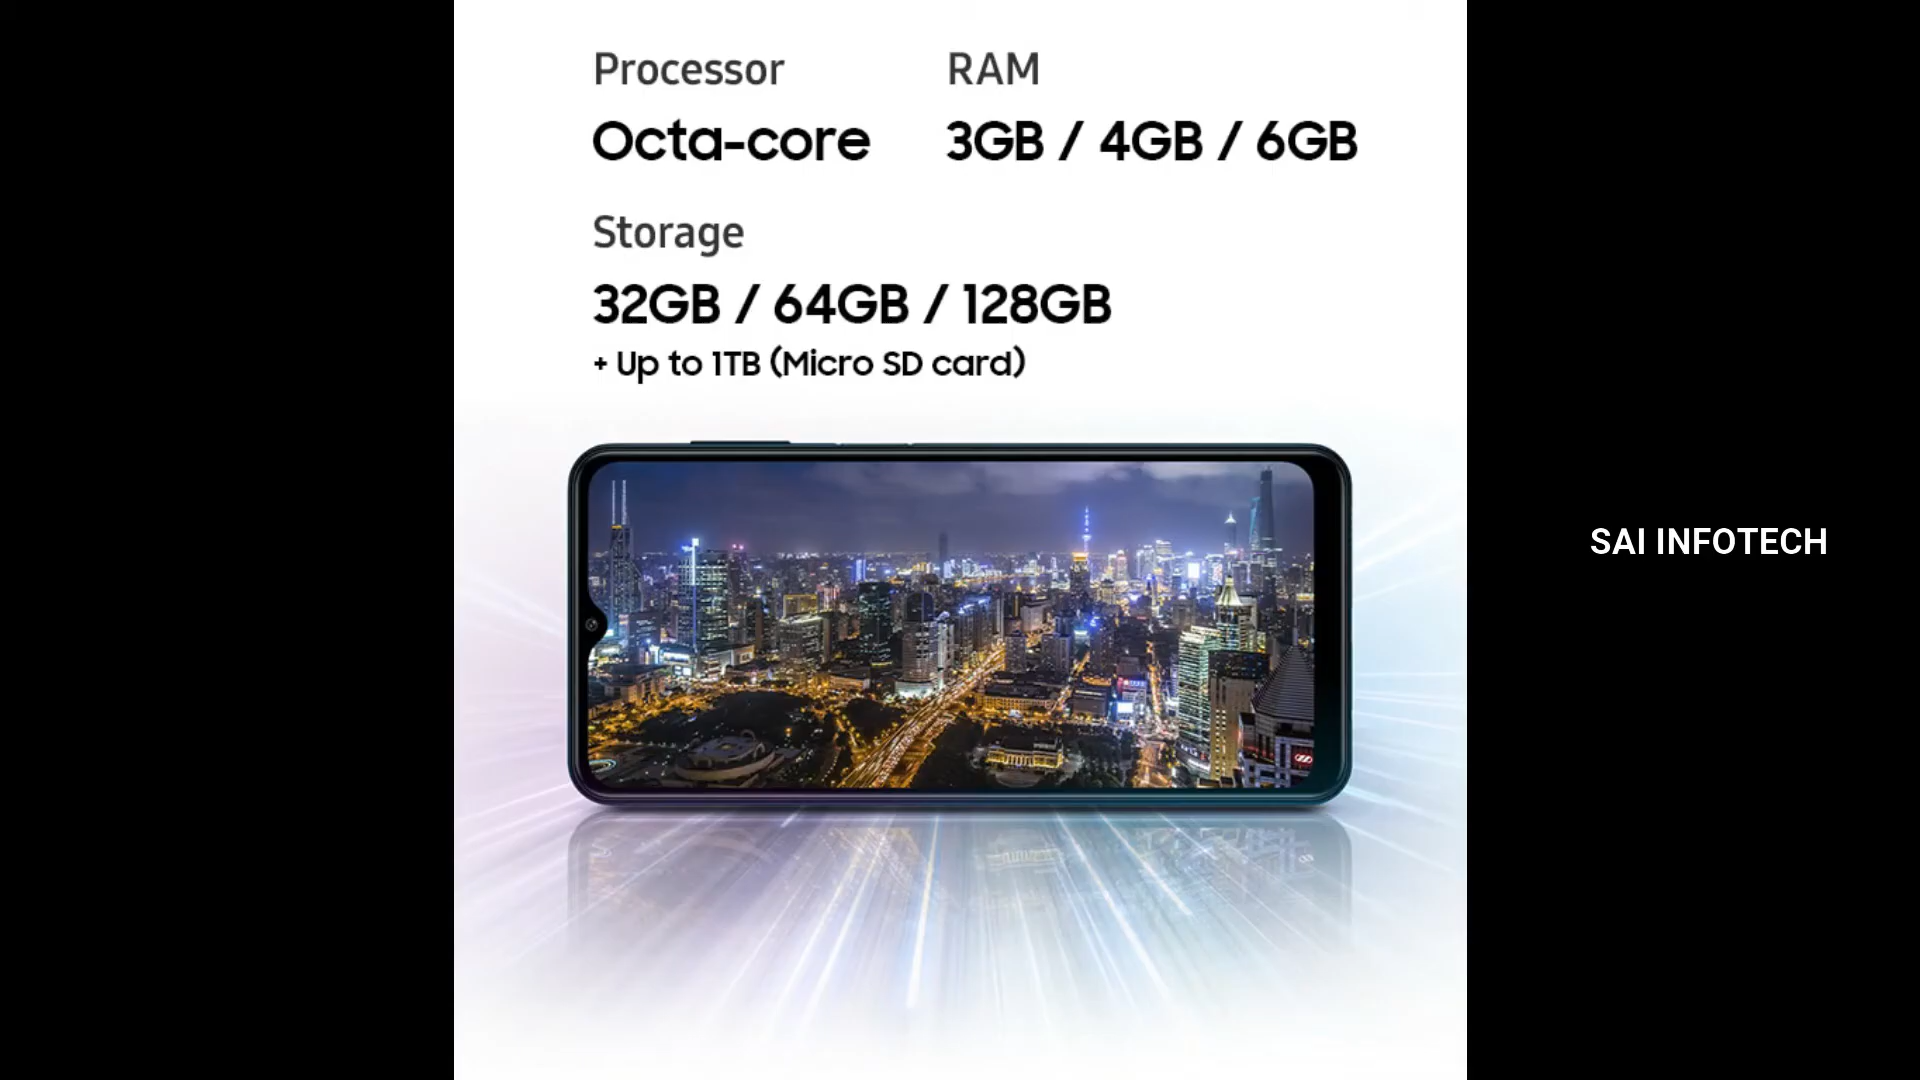 Processor
Octa-core
RAM
3GB / 4GB / 6GB
Storage
32GB / 64GB / 128GB
+ Up to 1TB (Micro SD card)
SAI INFOTECH